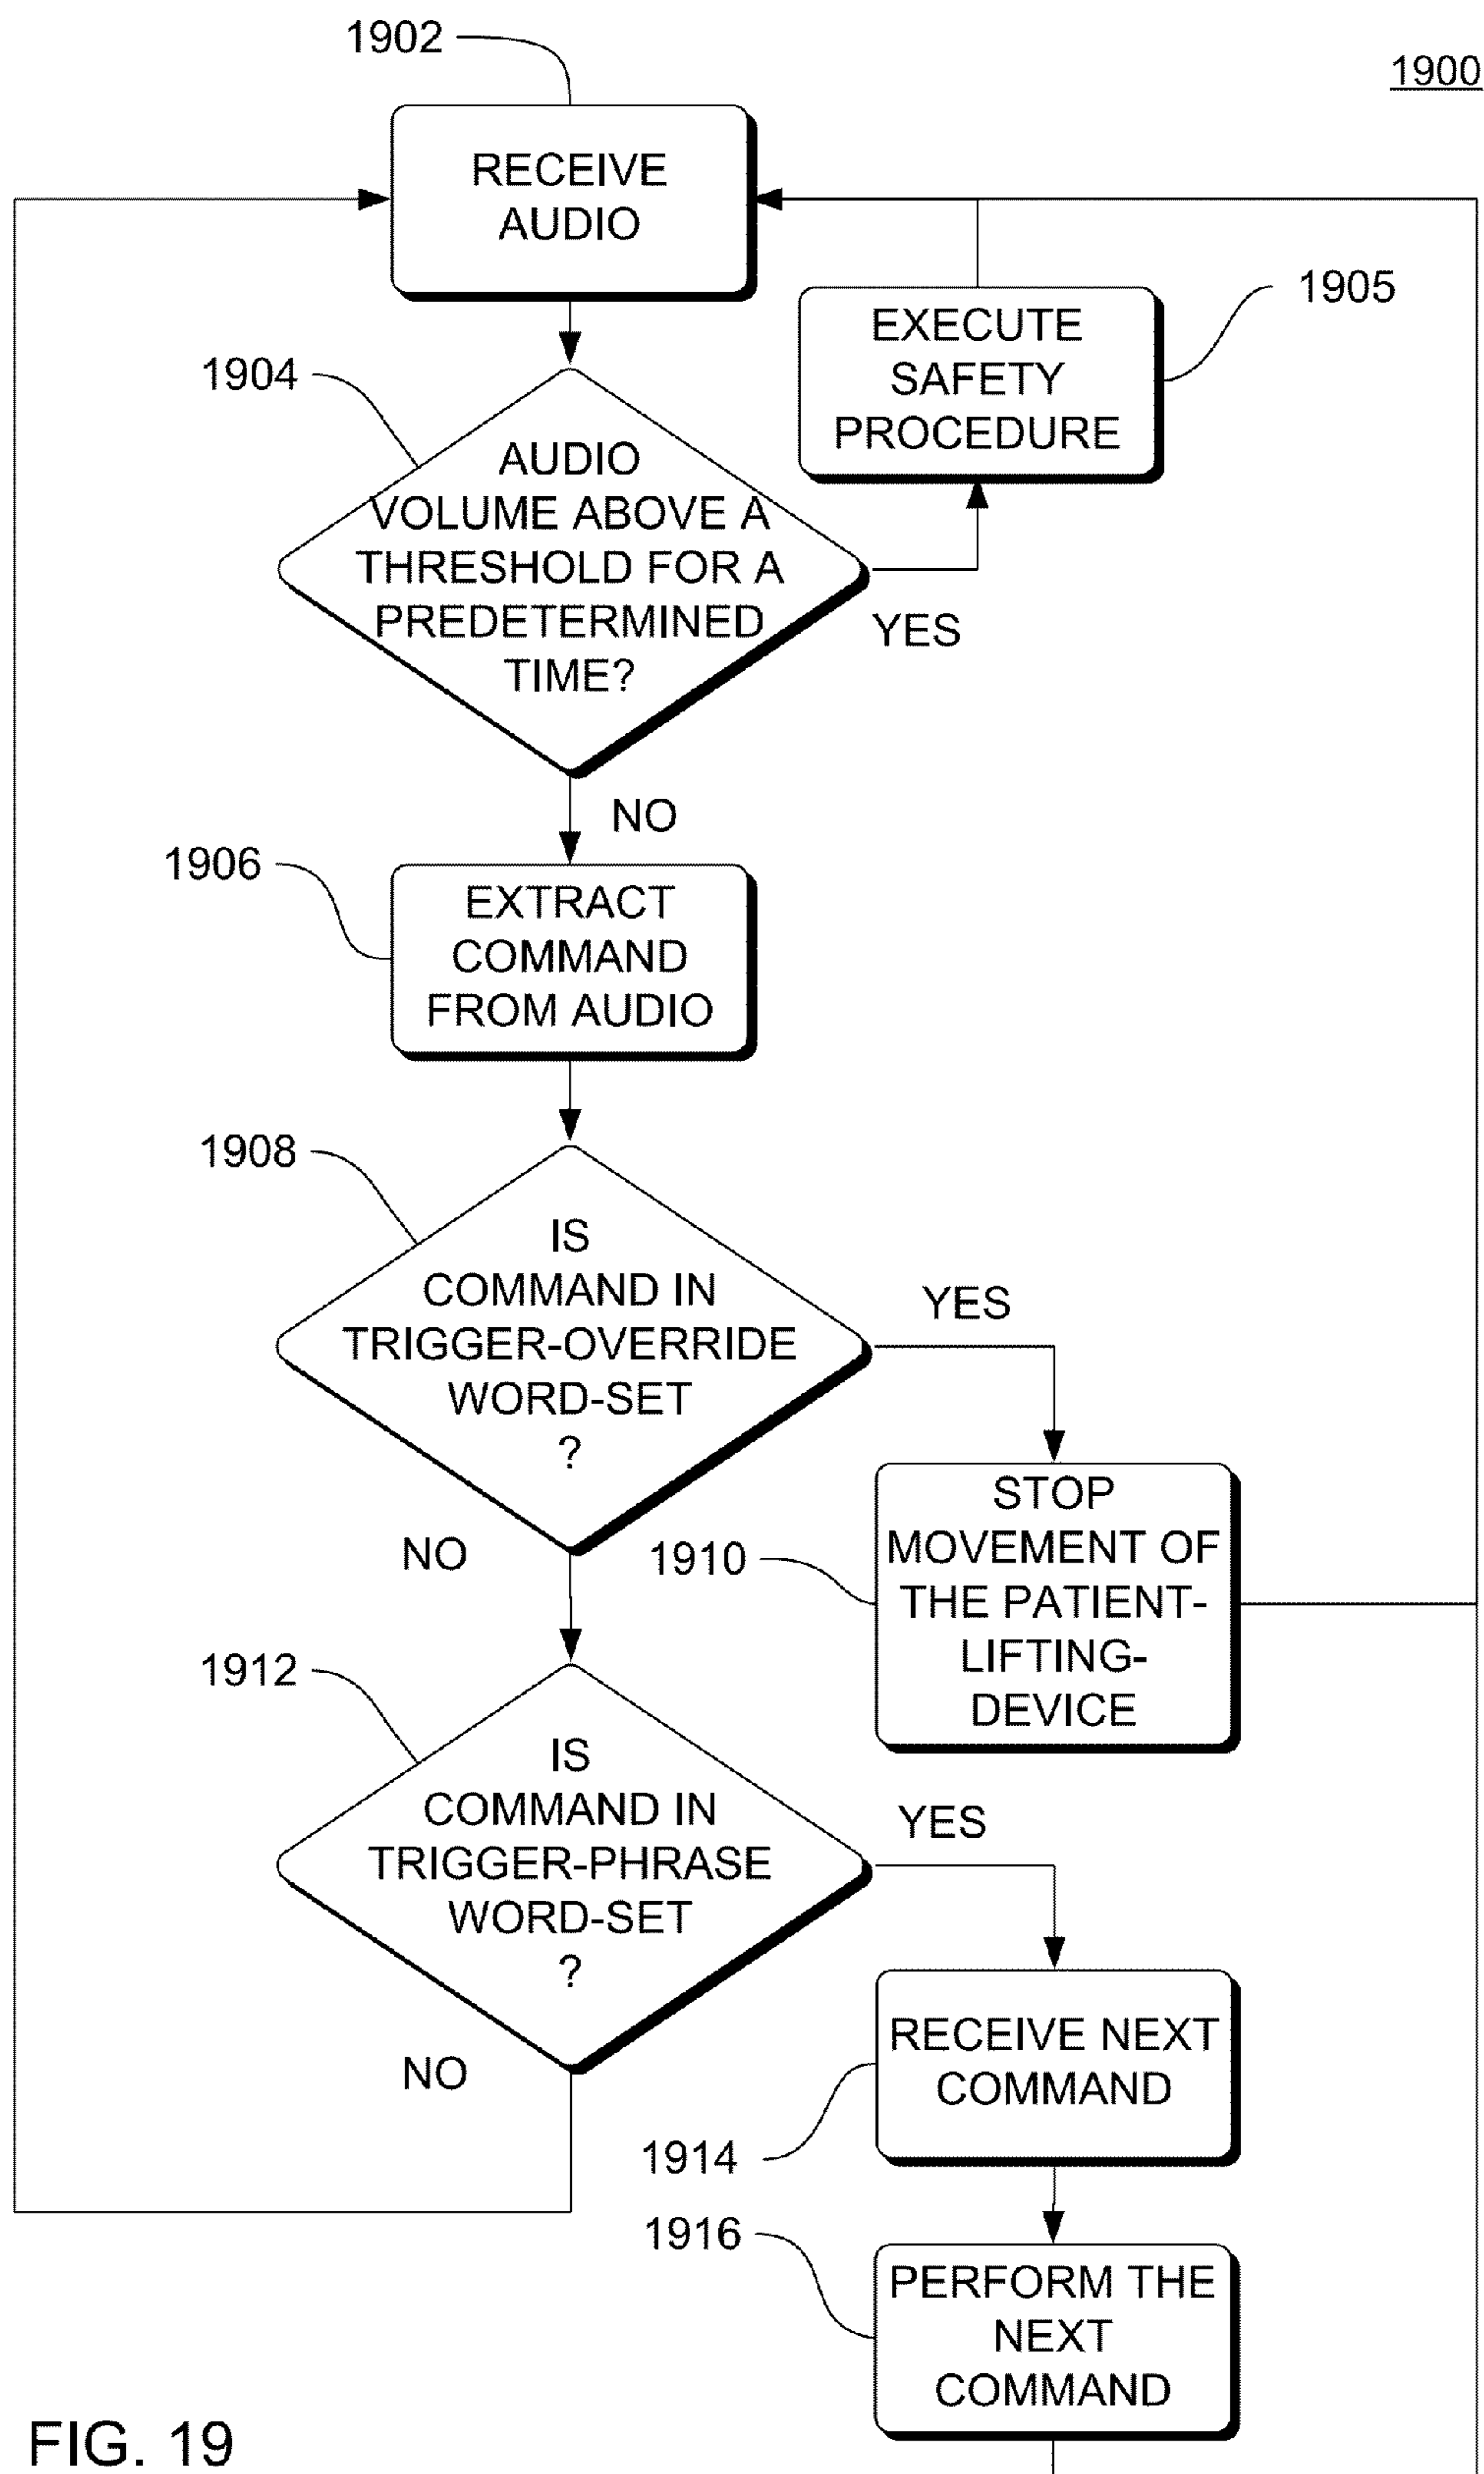 1902
1900
RECEIVE
AUDIO
1905
EXECUTE
SAFETY
PROCEDURE
1904
AUDIO
VOLUME ABOVE A
THRESHOLD FOR A
PREDETERMINED
TIME?
YES
NO
1906
EXTRACT
COMMAND
FROM AUDIO
1908
IS
COMMAND IN
TRIGGER-OVERRIDE
WORD-SET
?
YES
NO
1910
STOP
MOVEMENT OF
THE PATIENT-
LIFTING-
DEVICE
1912
IS
COMMAND IN
TRIGGER-PHRASE
WORD-SET
?
YES
NO
RECEIVE NEXT
COMMAND
1914
1916
PERFORM THE
NEXT
COMMAND
FIG. 19